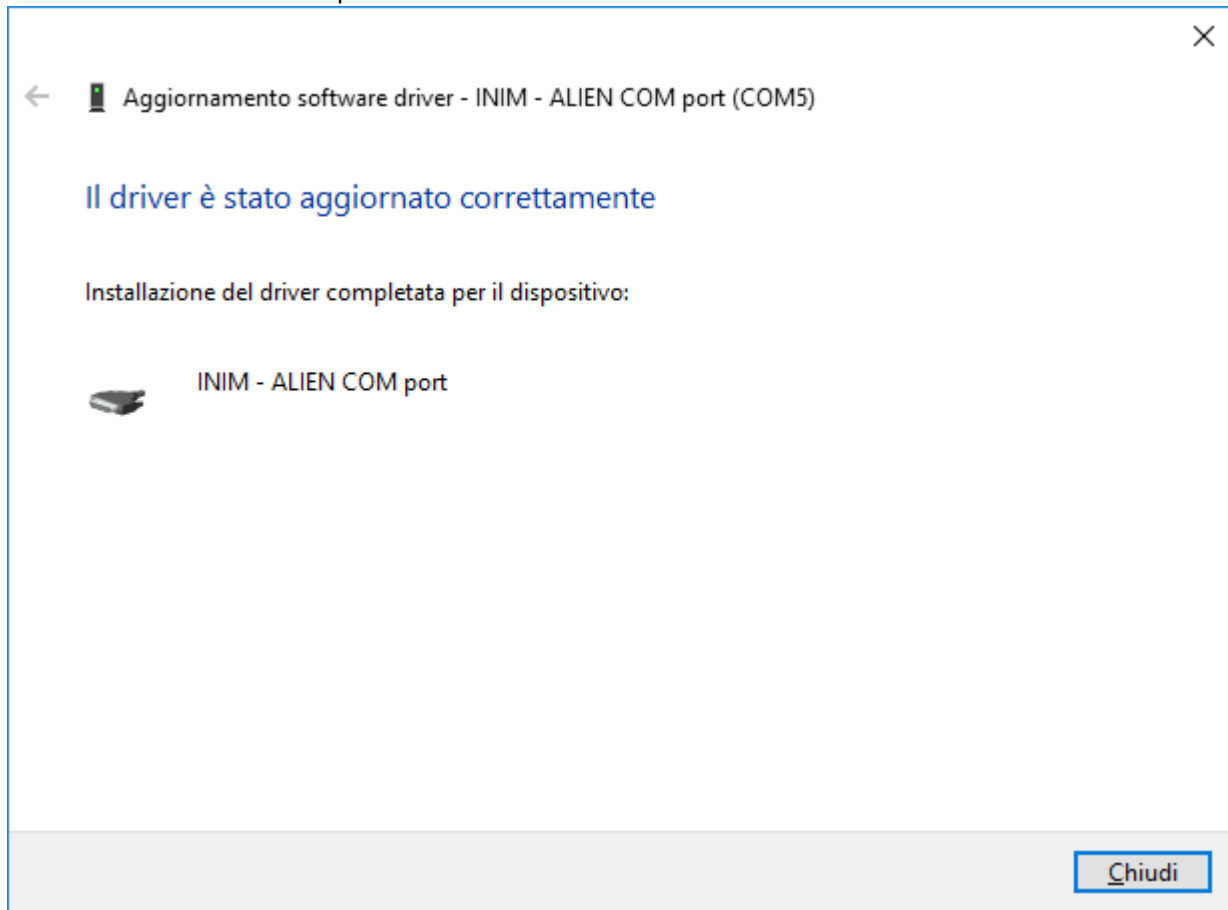 Aggiornamento software driver - INIM - ALIEN COM port (COM5)
Il driver è stato aggiornato correttamente
Installazione del driver completata per il dispositivo:
INIM - ALIEN COM port
Chiudi